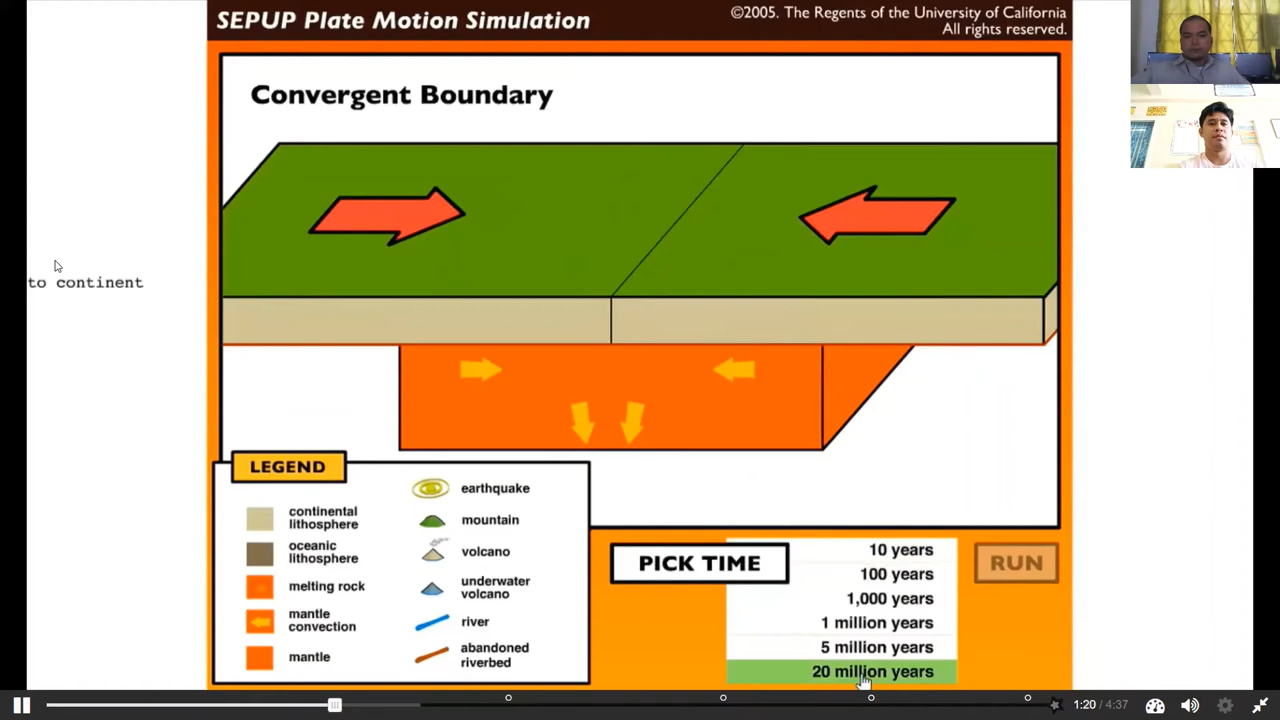 SEPUP Plate Motion Simulation
©2005. The Regents of the University of California
All rights reserved.
Convergent Boundary
to continent
LEGEND
continental
lithosphere
oceanic
lithosphere
melting rock
mantle
convection
mantle
earthquake
mountain
volcano
underwater
volcano
river
abandoned
riverbed
PICK TIME
10 years
100 years
1,000 years
1 million years
5 million years
20 million years
RUN
1:20 / 4:37